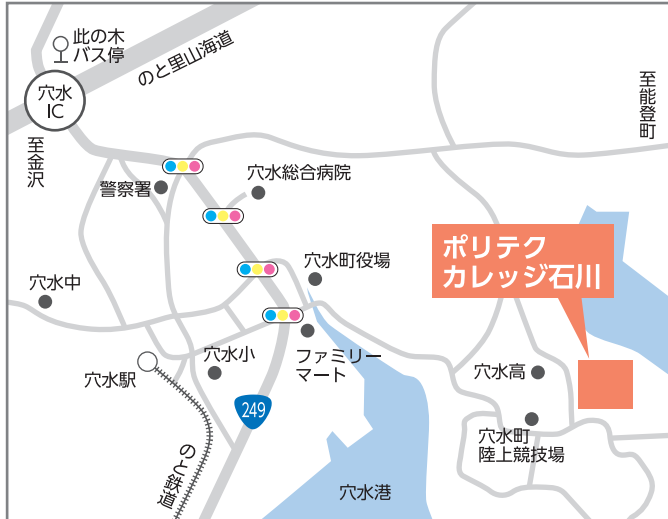 此の木
バス停
のと里山海道
穴水
IC
至金沢
至能登町
警察署
穴水総合病院
穴水中
穴水町役場
ポリテク
カレッジ石川
穴水駅
穴水小
ファミリー
マート
穴水高
249
穴水町
陸上競技場
のと鉄道
穴水港